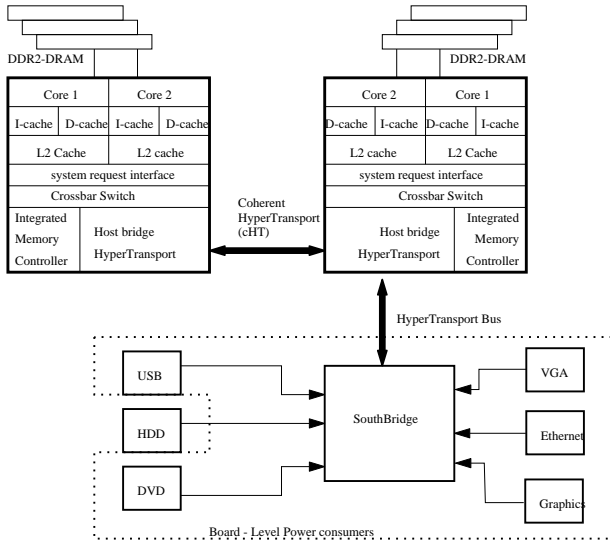 DDR2-DRAM
DDR2-DRAM
Core 1
Core 2
I-cache
D-cache
I-cache
D-cache
L2 Cache
L2 cache
system request interface
Crossbar Switch
Integrated
Memory
Controller
Host bridge
HyperTransport
Coherent
HyperTransport
(cHT)
Core 2
Core 1
D-cache
I-cache
D-cache
I-cache
L2 cache
L2 Cache
system request interface
Crossbar Switch
Host bridge
HyperTransport
Integrated
Memory
Controller
HyperTransport Bus
USB
HDD
DVD
SouthBridge
VGA
Ethernet
Graphics
Board - Level Power consumers